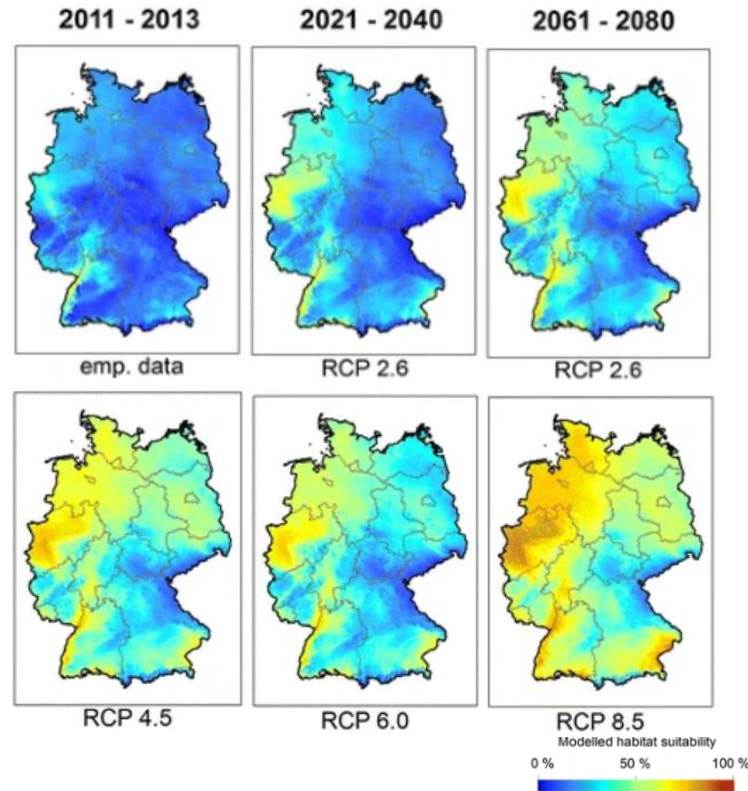 2011 - 2013 2021 - 2040 2061 - 2080
emp. data RCP 2.6 RCP 2.6
RCP 4.5 RCP 6.0 RCP 8.5
Modelled habitat suitability
0 % 50 % 100 %